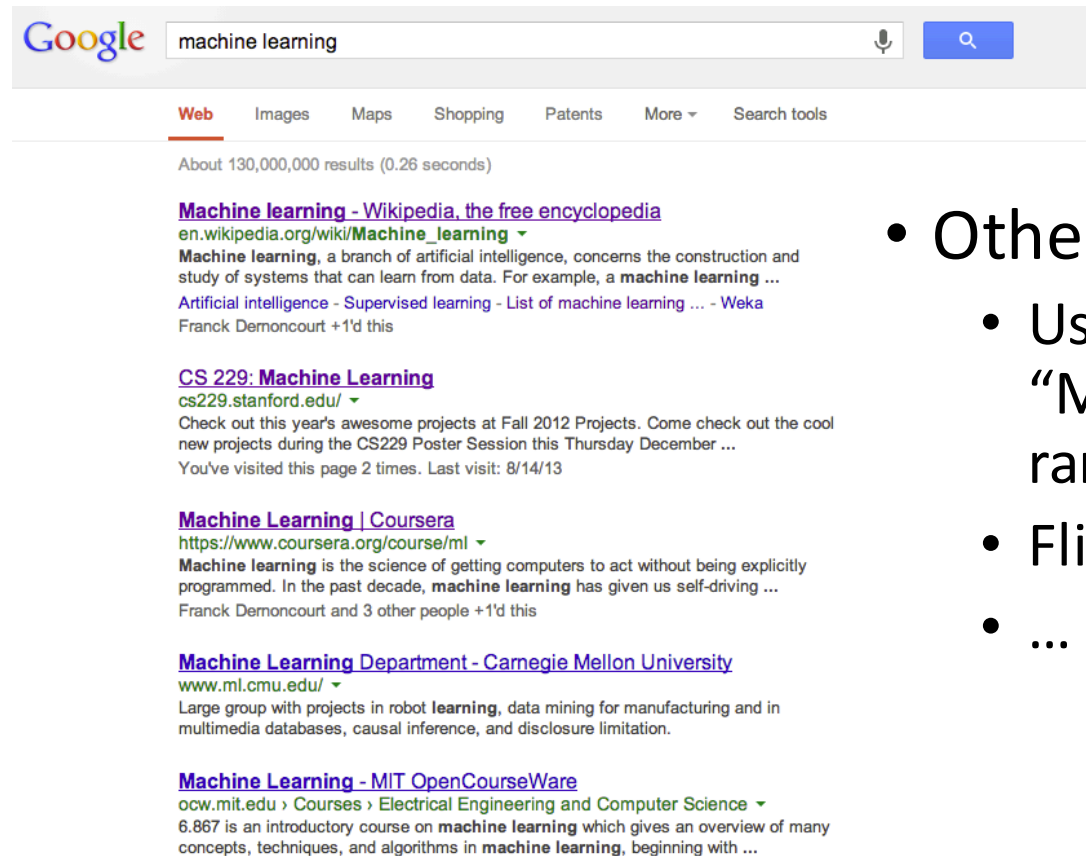 Google machine learning
Web Images Maps Shopping Patents More Search tools
About 130,000,000 results (0.26 seconds)
Machine learning - Wikipedia, the free encyclopedia
en.wikipedia.org/wiki/Machine_learning
Machine learning, a branch of artificial intelligence, concerns the construction and
study of systems that can learn from data. For example, a machine learning ...
Artificial intelligence - Supervised learning - List of machine learning ... - Weka
Franck Dernoncourt +1'd this
CS 229: Machine Learning
cs229.stanford.edu/
Check out this year's awesome projects at Fall 2012 Projects. Come check out the cool
new projects during the CS229 Poster Session this Thursday December ...
You've visited this page 2 times. Last visit: 8/14/13
Machine Learning | Coursera
https://www.coursera.org/course/ml
Machine learning is the science of getting computers to act without being explicitly
programmed. In the past decade, machine learning has given us self-driving ...
Franck Dernoncourt and 3 other people +1'd this
Machine Learning Department - Carnegie Mellon University
www.ml.cmu.edu/
Large group with projects in robot learning, data mining for manufacturing and in
multimedia databases, causal inference, and disclosure limitation.
Machine Learning - MIT OpenCourseWare
ocw.mit.edu › Courses › Electrical Engineering and Computer Science
6.867 is an introductory course on machine learning which gives an overview of many
concepts, techniques, and algorithms in machine learning, beginning with ...
• Othe
• Us
“M
ran
• Fli
• ...